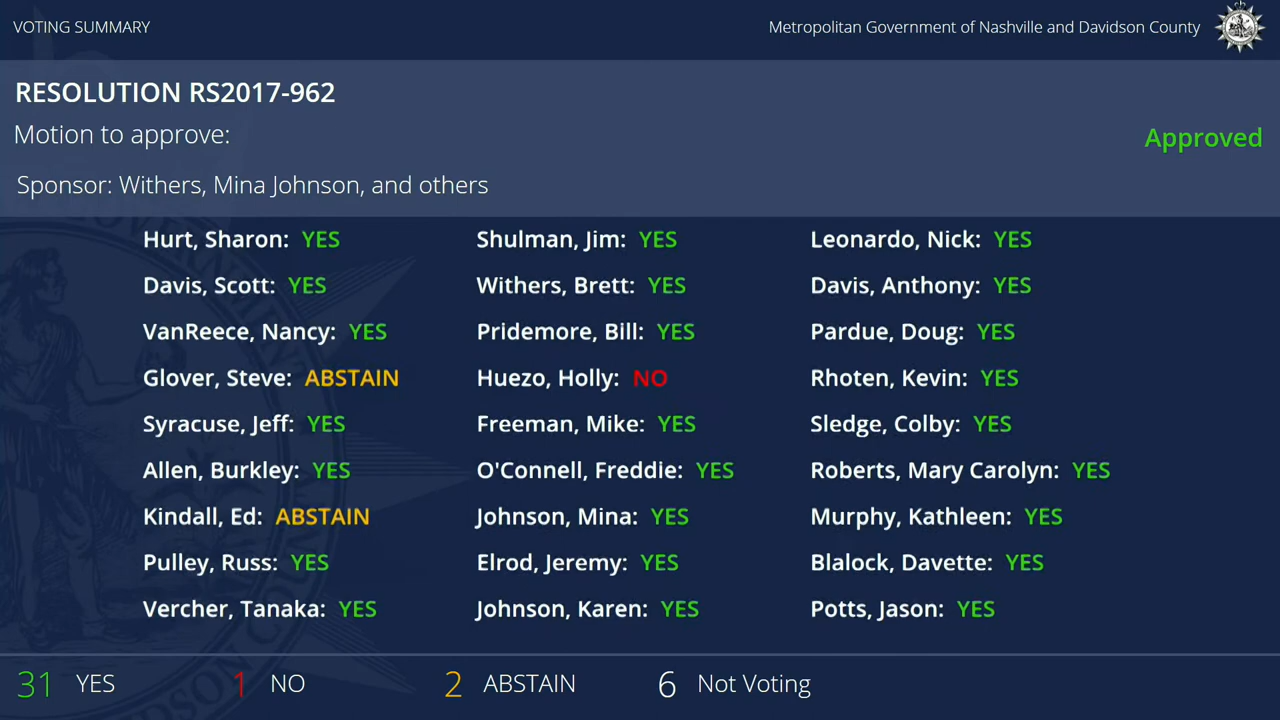 VOTING SUMMARY
Metropolitan Government of Nashville and Davidson County
RESOLUTION RS2017-962
Motion to approve:
Approved
Sponsor: Withers, Mina Johnson, and others
Hurt, Sharon: YES Shulman, Jim: YES Leonardo, Nick: YES
Davis, Scott: YES Withers, Brett: YES Davis, Anthony: YES
VanReece, Nancy: YES Pridemore, Bill: YES Pardue, Doug: YES
Glover, Steve: ABSTAIN Huezo, Holly: NO Rhoten, Kevin: YES
Syracuse, Jeff: YES Freeman, Mike: YES Sledge, Colby: YES
Allen, Burkley: YES O'Connell, Freddie: YES Roberts, Mary Carolyn: YES
Kindall, Ed: ABSTAIN Johnson, Mina: YES Murphy, Kathleen: YES
Pulley, Russ: YES Elrod, Jeremy: YES Blalock, Davette: YES
Vercher, Tanaka: YES Johnson, Karen: YES Potts, Jason: YES
31 YES 1 NO 2 ABSTAIN 6 Not Voting